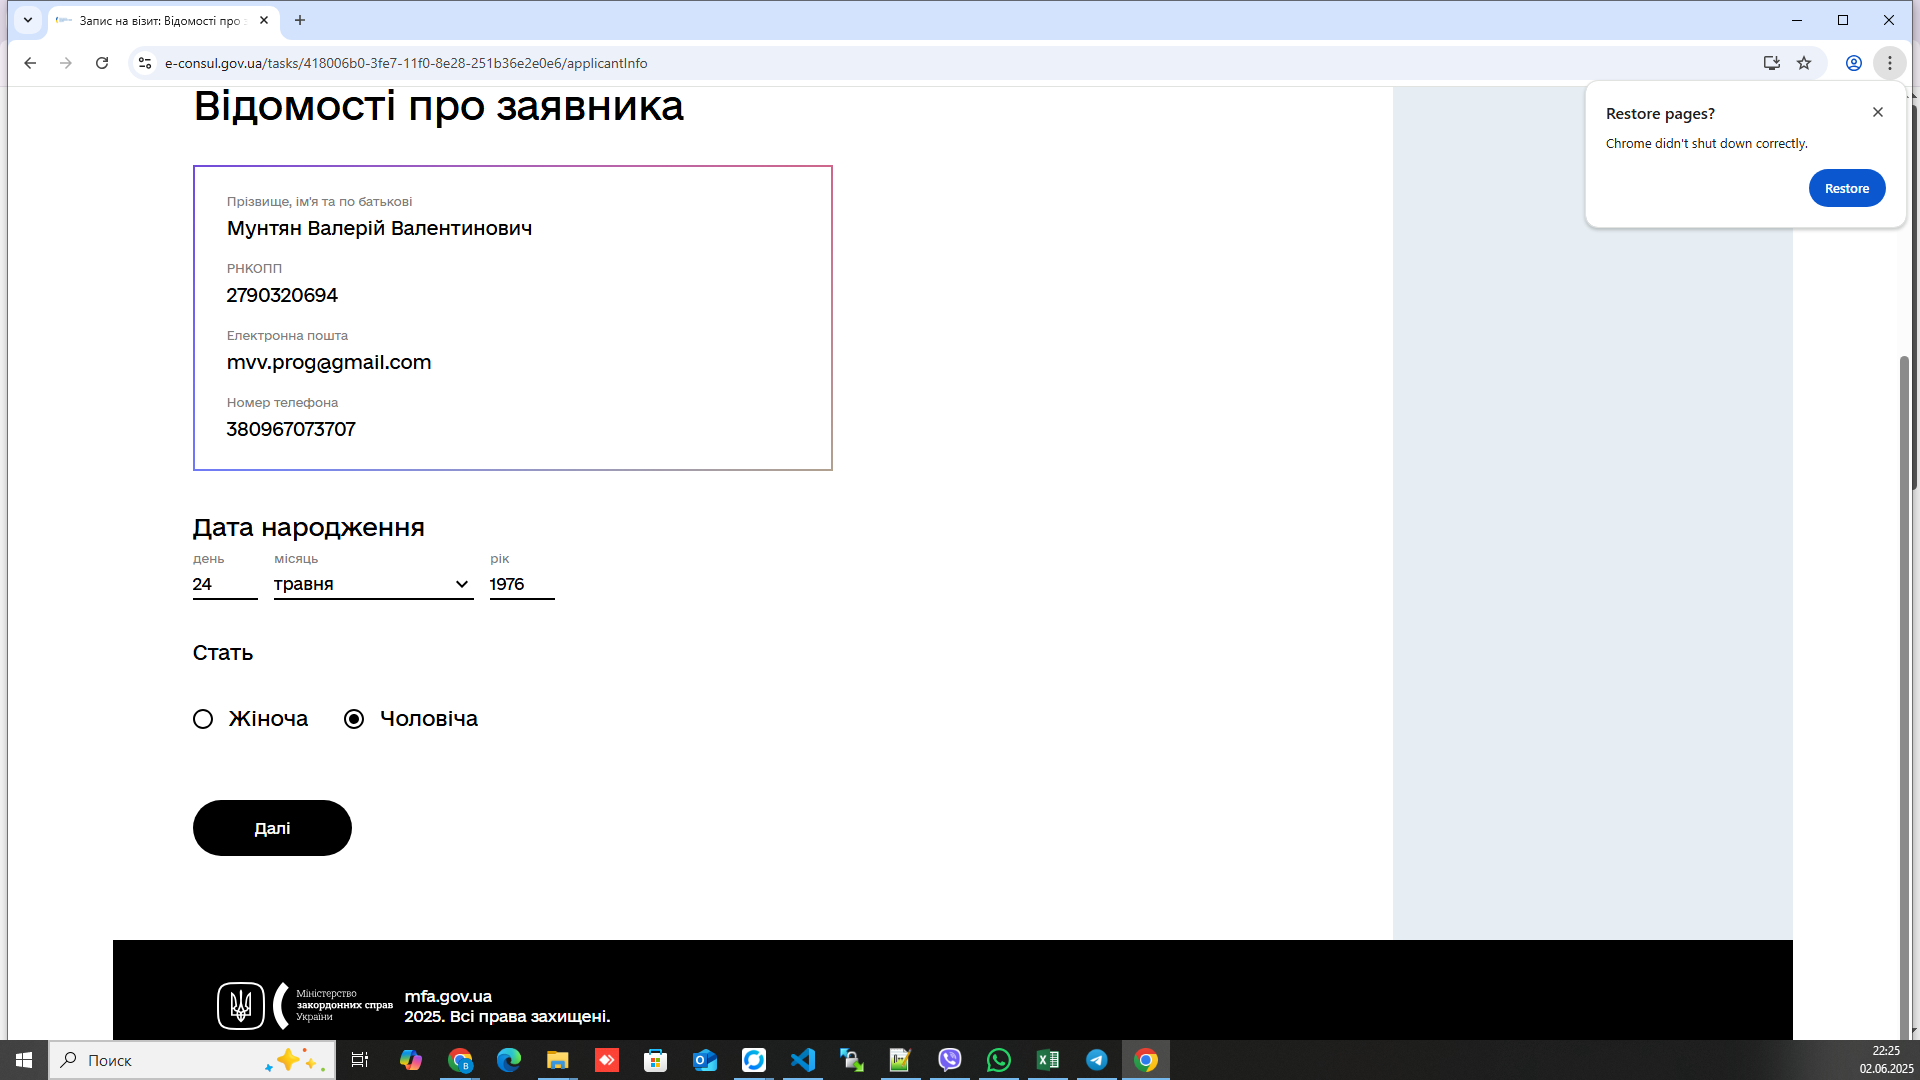 Запис на візит: Відомості про з
e-consul.gov.ua/tasks/418006b0-3fe7-11f0-8e28-251b36e2e0e6/applicantInfo
Restore pages?
Chrome didn't shut down correctly.
Restore
Відомості про заявника
Прізвище, ім'я та по батькові
Мунтян Валерій Валентинович
РНКОПП
2790320694
Електронна пошта
mvv.prog@gmail.com
Номер телефона
380967073707
Дата народження
день місяць рік
24 травня 1976
Стать
Жіноча Чоловіча
Далі
Міністерство
закордонних справ
України
mfa.gov.ua
2025. Всі права захищені.
Поиск
22:25
02.06.2025